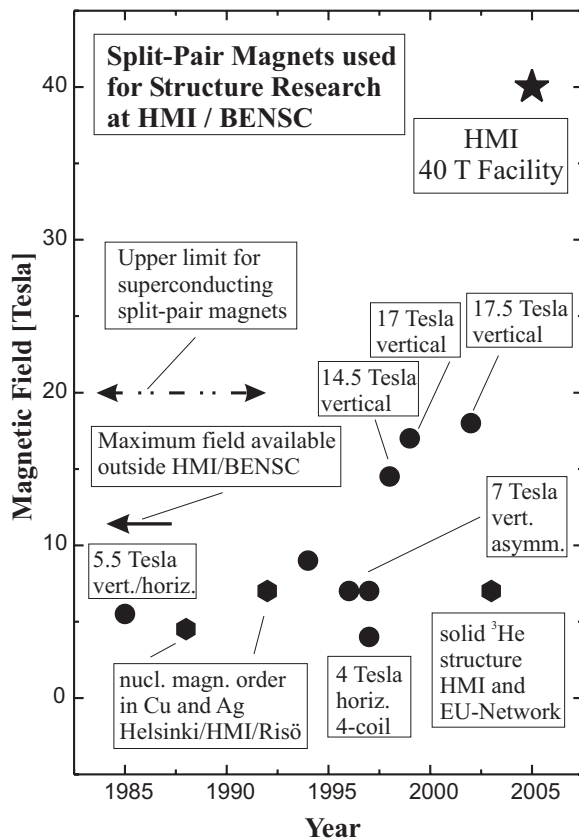 Split-Pair Magnets used
for Structure Research
at HMI / BENSC
HMI
40 T Facility
Upper limit for
superconducting
split-pair magnets
17 Tesla
vertical
17.5 Tesla
vertical
14.5 Tesla
vertical
Maximum field available
outside HMI/BENSC
7 Tesla
vert.
asymm.
5.5 Tesla
vert./horiz.
nucl. magn. order
in Cu and Ag
Helsinki/HMI/Risö
4 Tesla
horiz.
4-coil
solid ³He
structure
HMI and
EU-Network
Magnetic Field [Tesla]
40
30
20
10
0
1985 1990 1995 2000 2005
Year